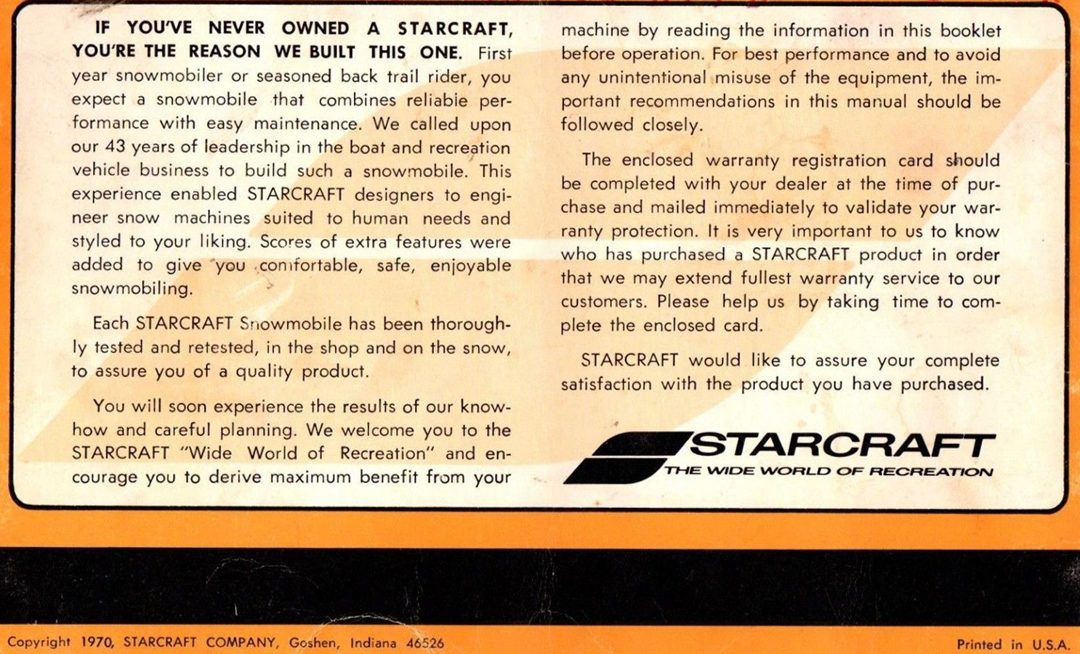 IF YOU'VE NEVER OWNED A STARCRAFT,
YOU'RE THE REASON WE BUILT THIS ONE. First
year snowmobiler or seasoned back trail rider, you
expect a snowmobile that combines reliable per-
formance with easy maintenance. We called upon
our 43 years of leadership in the boat and recreation
vehicle business to build such a snowmobile. This
experience enabled STARCRAFT designers to engi-
neer snow machines suited to human needs and
styled to your liking. Scores of extra features were
added to give you comfortable, safe, enjoyable
snowmobiling.
Each STARCRAFT Snowmobile has been thorough-
ly tested and retested, in the shop and on the snow,
to assure you of a quality product.
You will soon experience the results of our know-
how and careful planning. We welcome you to the
STARCRAFT "Wide World of Recreation" and en-
courage you to derive maximum benefit from your
machine by reading the information in this booklet
before operation. For best performance and to avoid
any unintentional misuse of the equipment, the im-
portant recommendations in this manual should be
followed closely.
The enclosed warranty registration card should
be completed with your dealer at the time of pur-
chase and mailed immediately to validate your war-
ranty protection. It is very important to us to know
who has purchased a STARCRAFT product in order
that we may extend fullest warranty service to our
customers. Please help us by taking time to com-
plete the enclosed card.
STARCRAFT would like to assure your complete
satisfaction with the product you have purchased.
STARCRAFT
THE WIDE WORLD OF RECREATION
Copyright 1970, STARCRAFT COMPANY, Goshen, Indiana 46526
Printed in U.S.A.